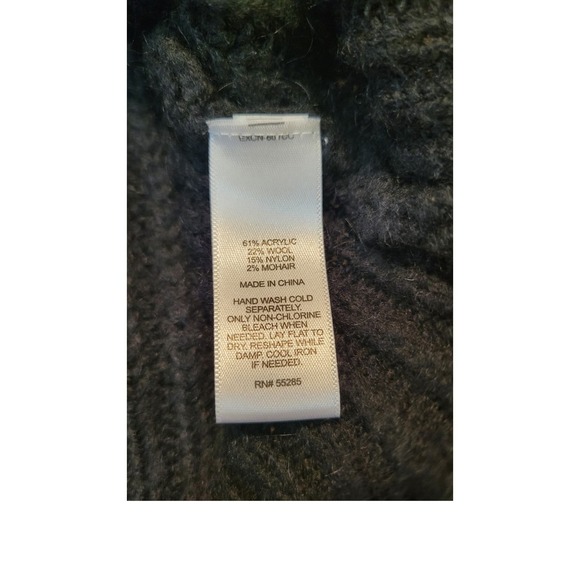 61% ACRYLIC
22% WOOL
15% NYLON
2% MOHAIR
MADE IN CHINA
HAND WASH COLD
SEPARATELY.
ONLY NON-CHLORINE
BLEACH WHEN
NEEDED. LAY FLAT TO
DRY. RESHAPE WHILE
DAMP. COOL IRON
IF NEEDED.
RN# 55285